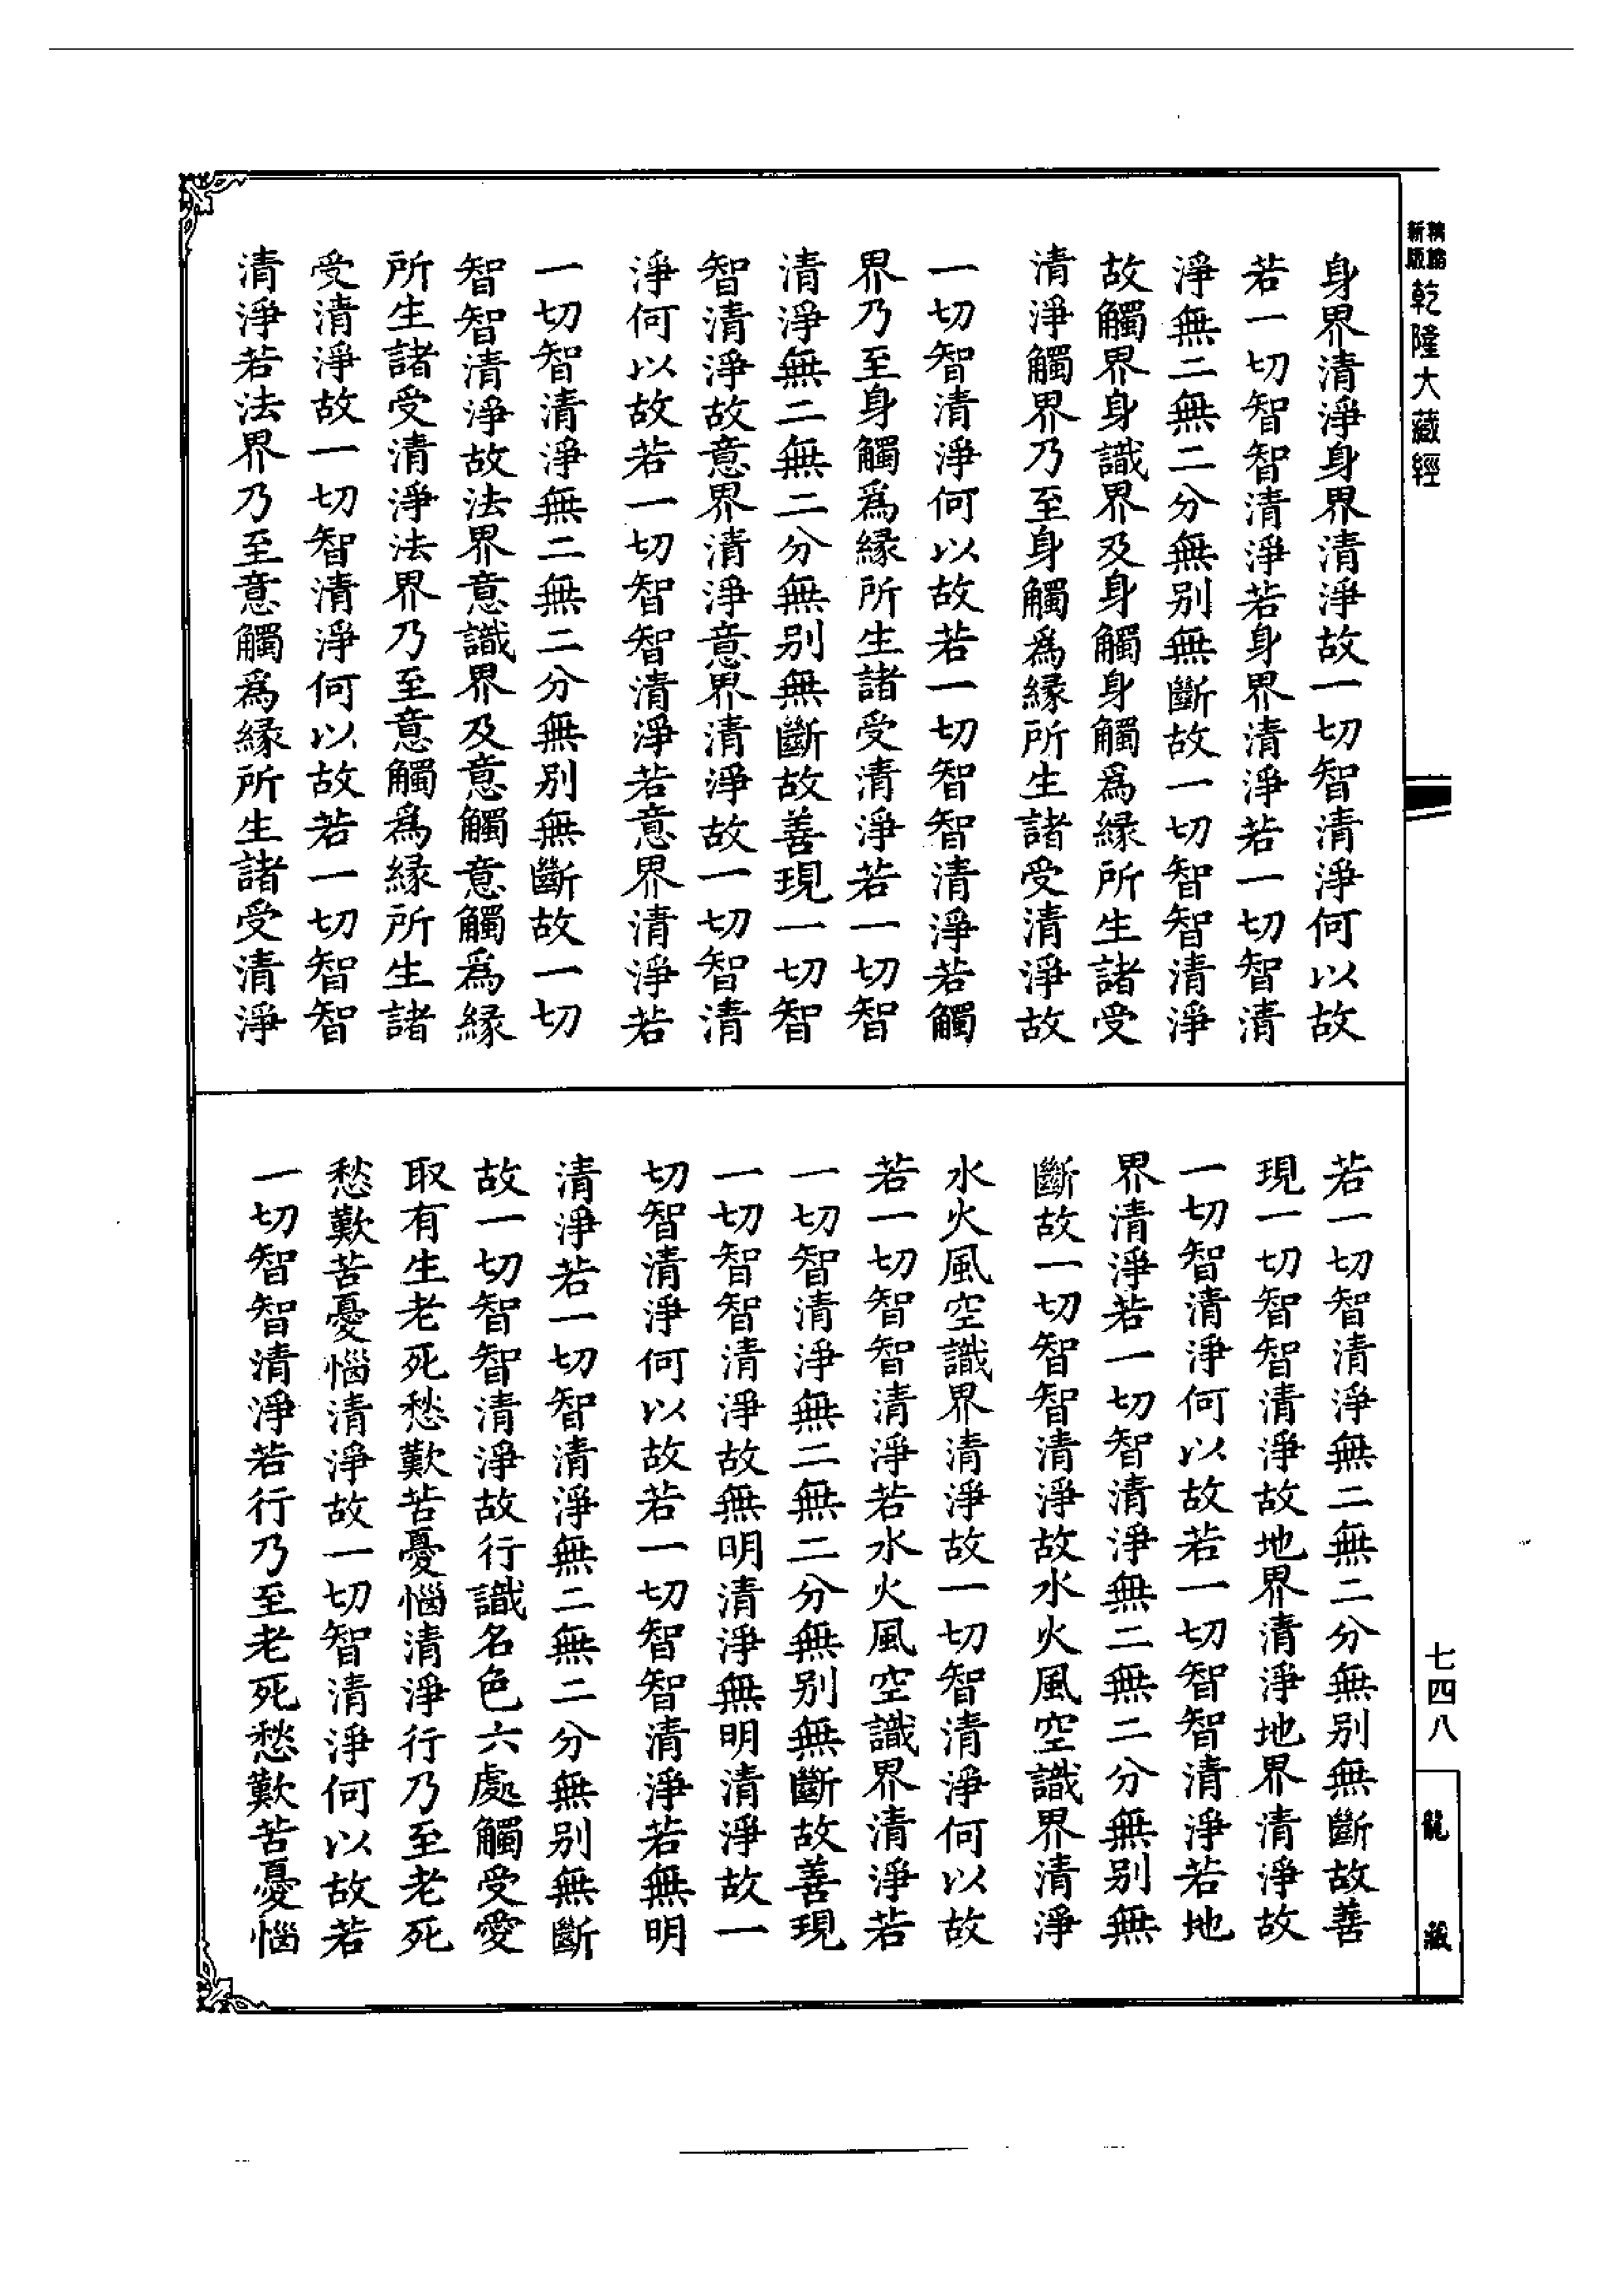 新版
乾隆大藏經
身界清淨身界清淨故一切智清淨何以故
若一切智智清淨若身界清淨若一切智清
淨無二無二分無別無斷故一切智智清淨
故觸界身識界及身觸身觸爲緣所生諸受
清淨觸界乃至身觸爲緣所生諸受清淨故
一切智清淨何以故若一切智智清淨若觸
界乃至身觸爲緣所生諸受清淨若一切智
清淨無二無二分無別無斷故善現一切智
智清淨故意界清淨意界清淨故一切智清
淨何以故若一切智智清淨若意界清淨若
一切智清淨無二無二分無別無斷故一切
智智清淨故法界意識界及意觸意觸爲緣
所生諸受清淨法界乃至意觸爲緣所生諸
受清淨故一切智清淨何以故若一切智智
清淨若法界乃至意觸爲緣所生諸受清淨
若一切智清淨無二無二分無別無斷故善
現一切智智清淨故地界清淨地界清淨故
一切智清淨何以故若一切智智清淨若地
界清淨若一切智清淨無二無二分無別無
斷故一切智智清淨故水火風空識界清淨
水火風空識界清淨故一切智清淨何以故
若一切智智清淨若水火風空識界清淨若
一切智清淨無二無二分無別無斷故善現
一切智智清淨故無明清淨無明清淨故一
切智清淨何以故若一切智智清淨若無明
清淨若一切智清淨無二無二分無別無斷
故一切智智清淨故行識名色六處觸受愛
取有生老死愁歎苦憂惱清淨行乃至老死
愁歎苦憂惱清淨故一切智清淨何以故若
一切智智清淨若行乃至老死愁歎苦憂惱
七四八
龍藏